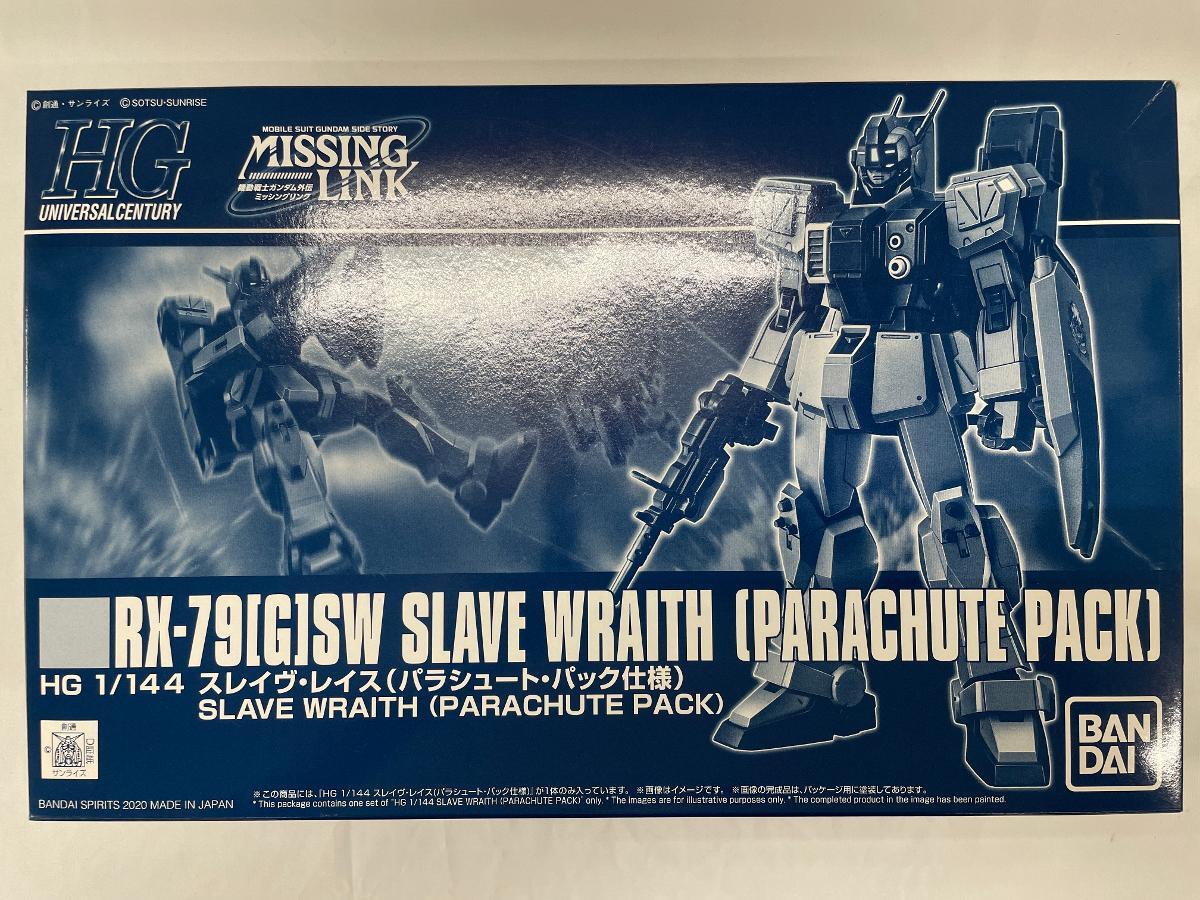 ©創通・サンライズ ©SOTSU・SUNRISE
HG
UNIVERSAL CENTURY
MOBILE SUIT GUNDAM SIDE STORY
MISSING
LINK
機動戦士ガンダム外伝
ミッシングリンク
RX-79[G]SW SLAVE WRAITH (PARACHUTE PACK)
HG 1/144 スレイヴ・レイス(パラシュート・パック仕様)
SLAVE WRAITH (PARACHUTE PACK)
創通
©
証紙
サンライズ
BAN
DAI
BANDAI SPIRITS 2020 MADE IN JAPAN
※この商品には、『HG 1/144 スレイヴ・レイス(パラシュート・パック仕様)』が1体のみ入っています。 ※画像はイメージです。 ※画像の完成品は、パッケージ用に塗装してあります。
* This package contains one set of "HG 1/144 SLAVE WRAITH (PARACHUTE PACK)" only. * The images are for illustrative purposes only. * The completed product in the image has been painted.